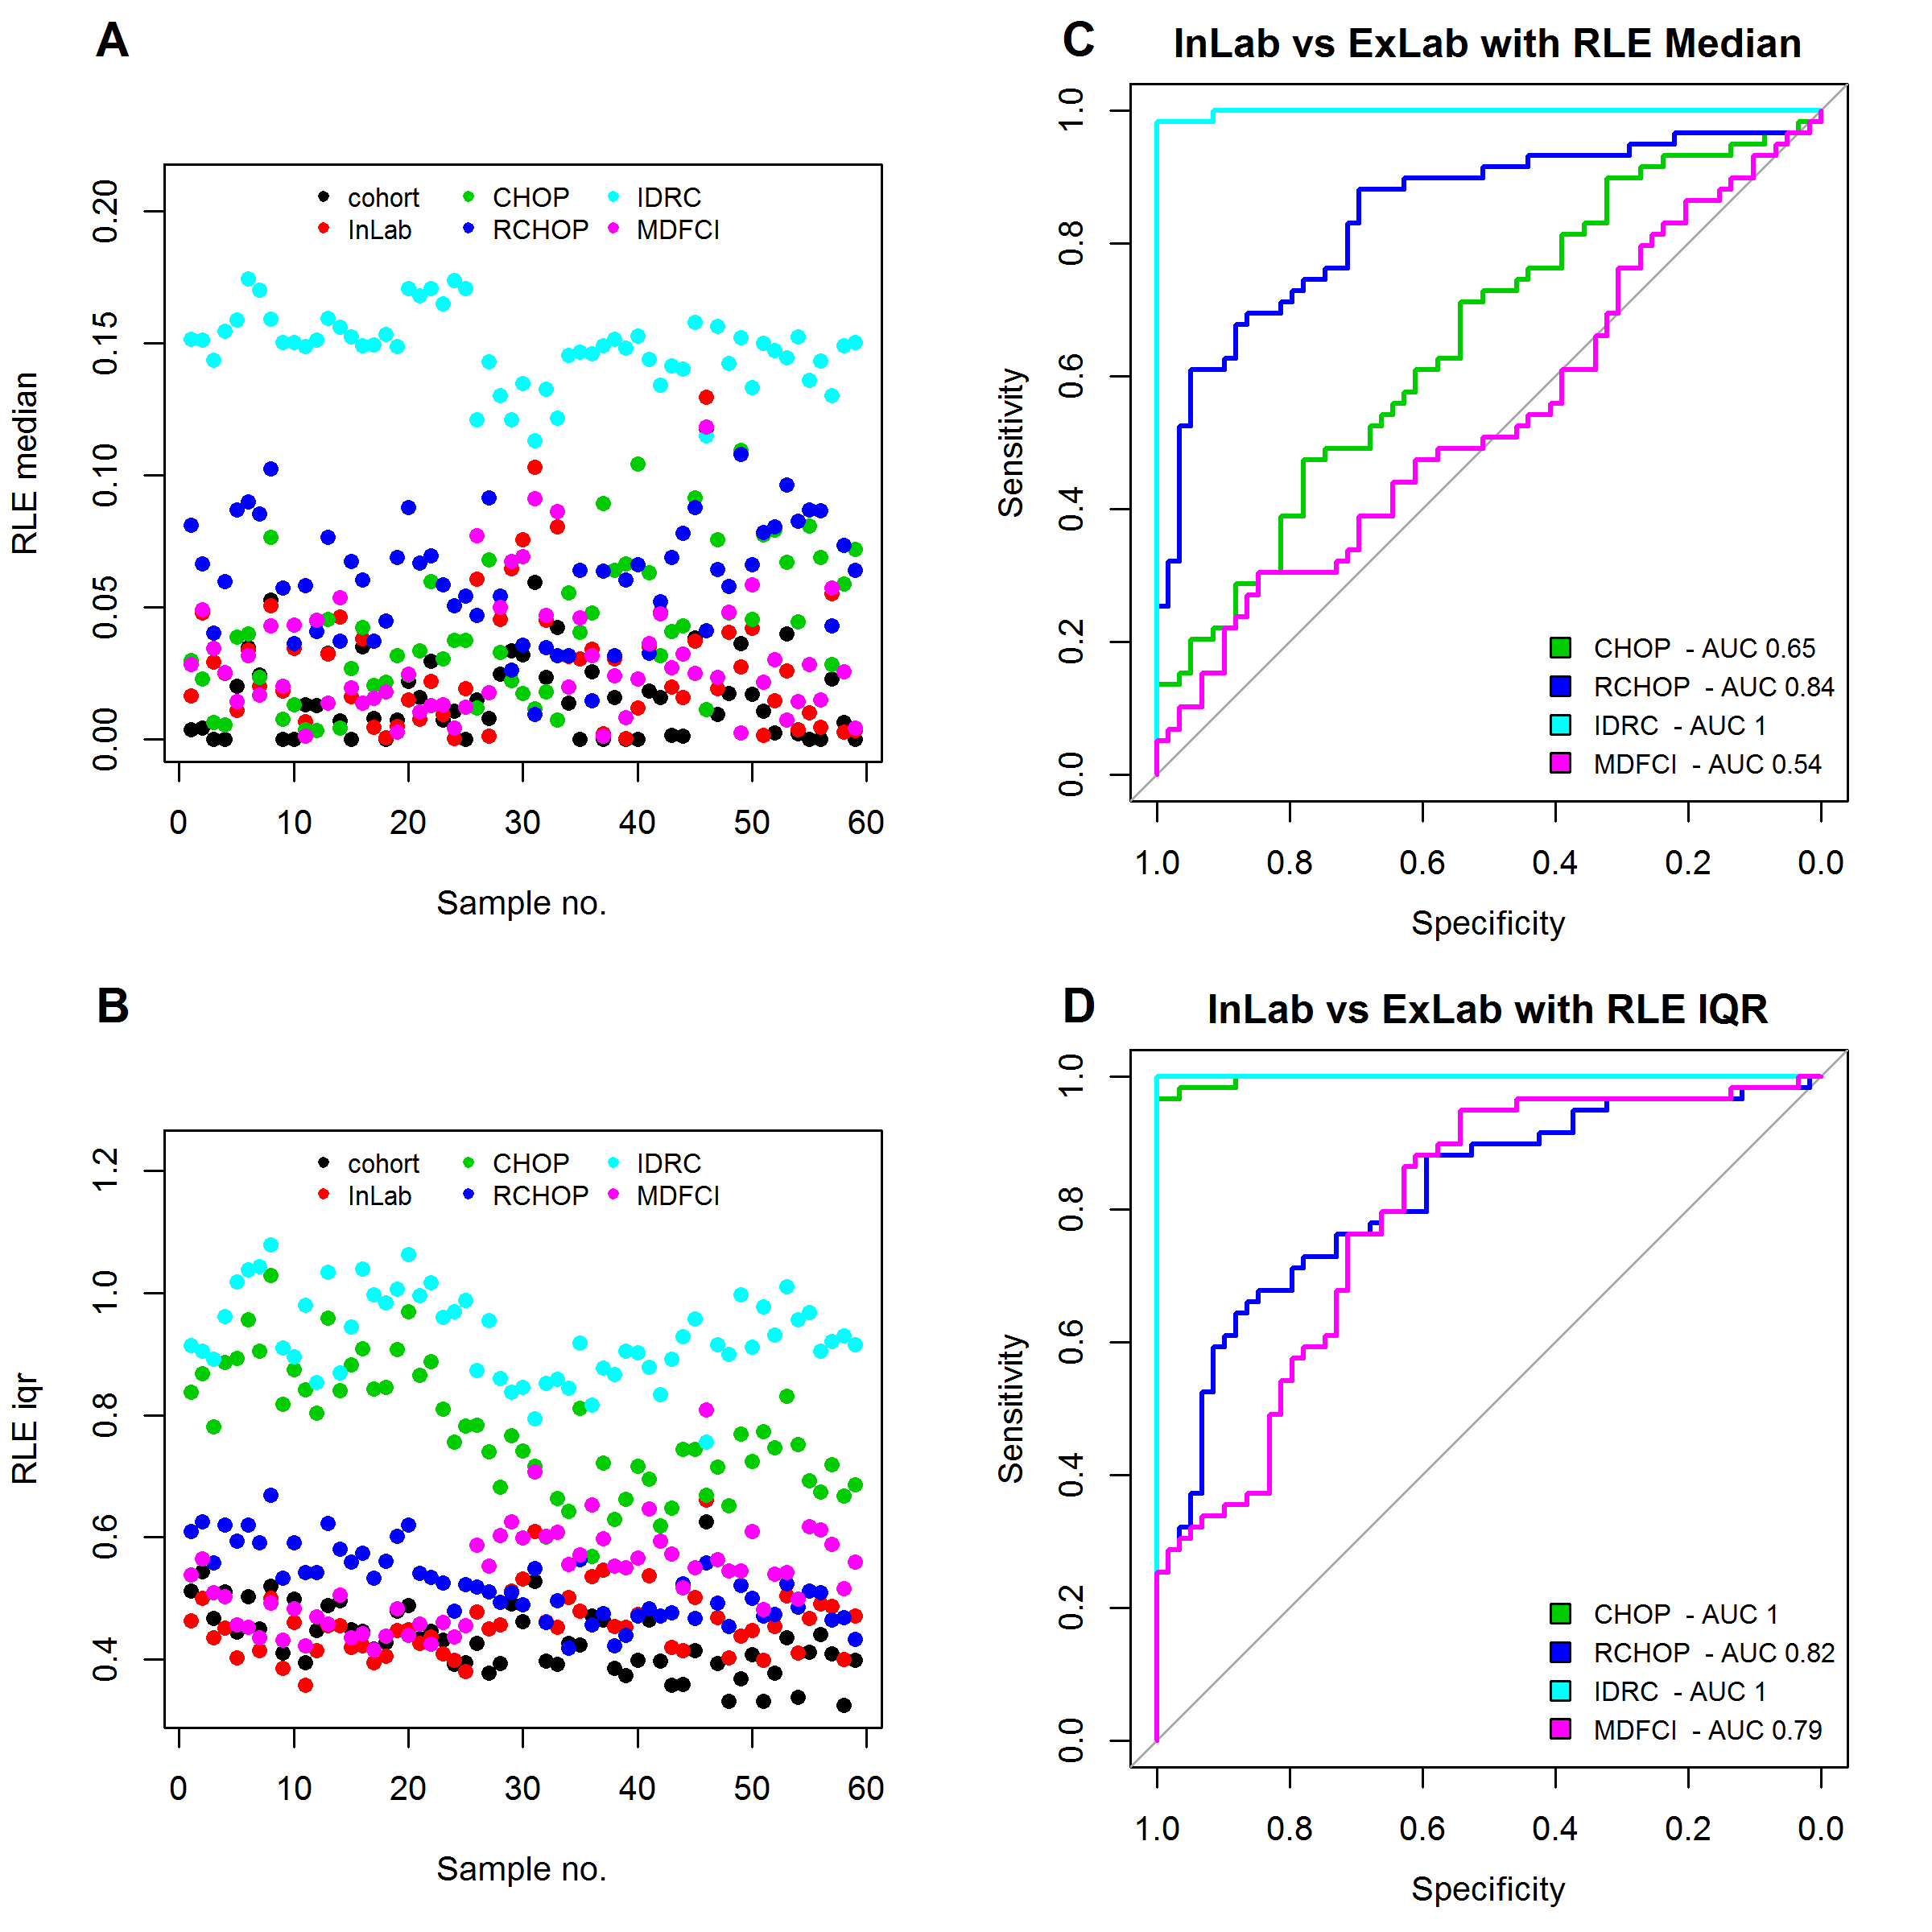 A
RLE median
0.00 0.05 0.10 0.15 0.20
cohort CHOP IDRC
InLab RCHOP MDFCI
0 10 20 30 40 50 60
Sample no.
C InLab vs ExLab with RLE Median
Sensitivity
0.0 0.2 0.4 0.6 0.8 1.0
CHOP - AUC 0.65
RCHOP - AUC 0.84
IDRC - AUC 1
MDFCI - AUC 0.54
1.0 0.8 0.6 0.4 0.2 0.0
Specificity
B
RLE iqr
0.4 0.6 0.8 1.0 1.2
cohort CHOP IDRC
InLab RCHOP MDFCI
0 10 20 30 40 50 60
Sample no.
D InLab vs ExLab with RLE IQR
Sensitivity
0.0 0.2 0.4 0.6 0.8 1.0
CHOP - AUC 1
RCHOP - AUC 0.82
IDRC - AUC 1
MDFCI - AUC 0.79
1.0 0.8 0.6 0.4 0.2 0.0
Specificity